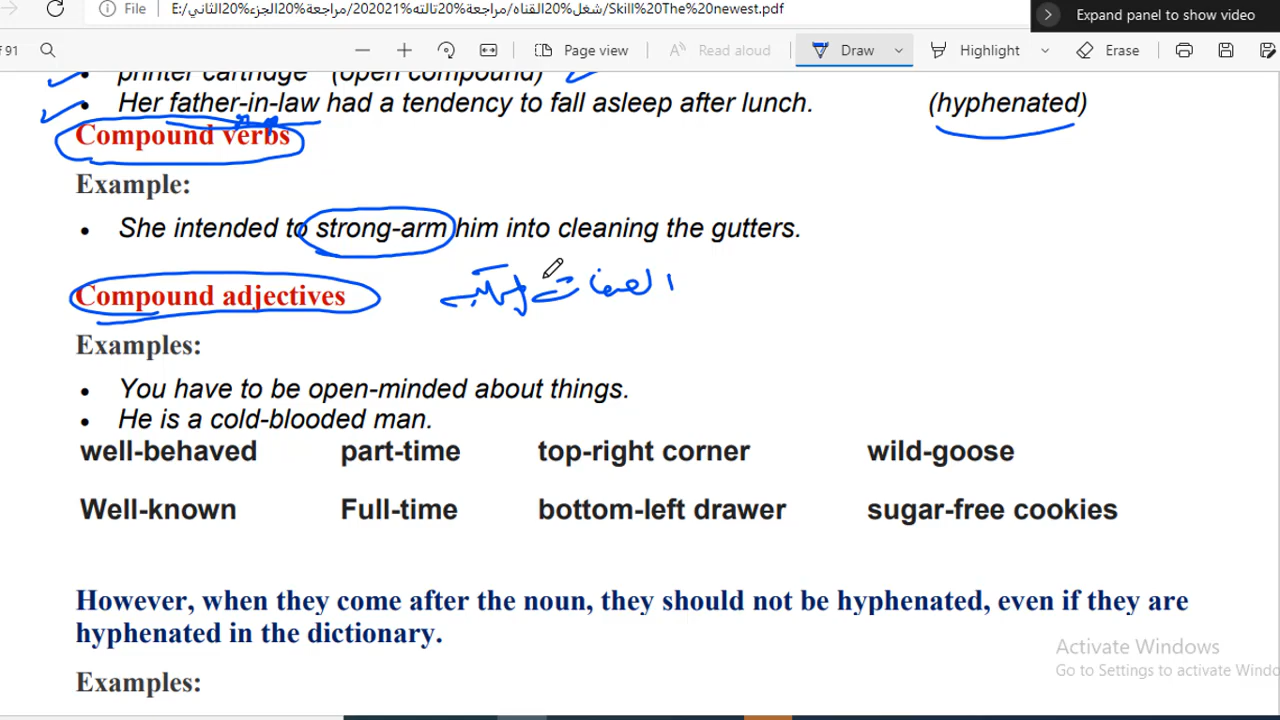 File
E:/شغل%20القناه/مراجعة%20تالته%202021/مراجعة%20الجزء%20الثاني/Skill%20The%20newest.pdf
Expand panel to show video
of 91
Page view
Read aloud
Draw
Highlight
Erase
printer cartridge (open compound)
Her father-in-law had a tendency to fall asleep after lunch. (hyphenated)
Compound verbs
Example:
• She intended to strong-arm him into cleaning the gutters.
Compound adjectives
الصفات
Examples:
• You have to be open-minded about things.
• He is a cold-blooded man.
well-behaved part-time top-right corner wild-goose
Well-known Full-time bottom-left drawer sugar-free cookies
However, when they come after the noun, they should not be hyphenated, even if they are
hyphenated in the dictionary.
Activate Windows
Go to Settings to activate Windo
Examples: